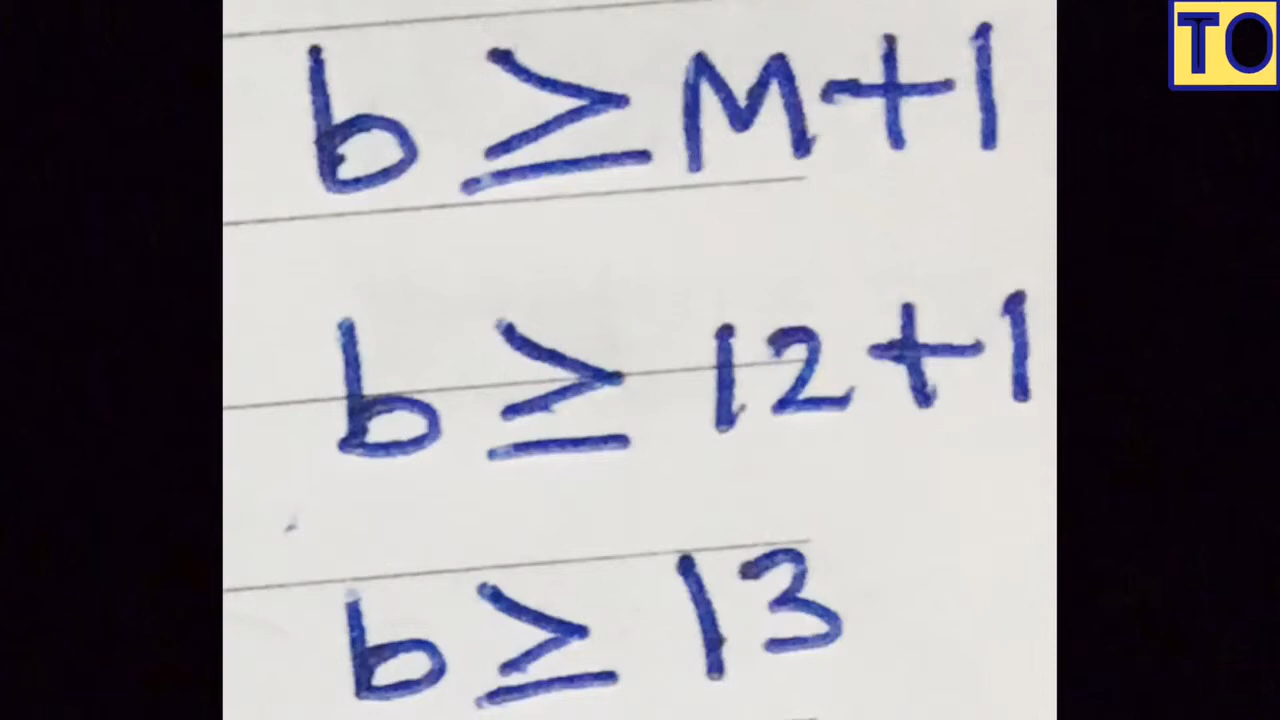 TO
b ≥ M+1
b ≥ 12+1
b ≥ 13